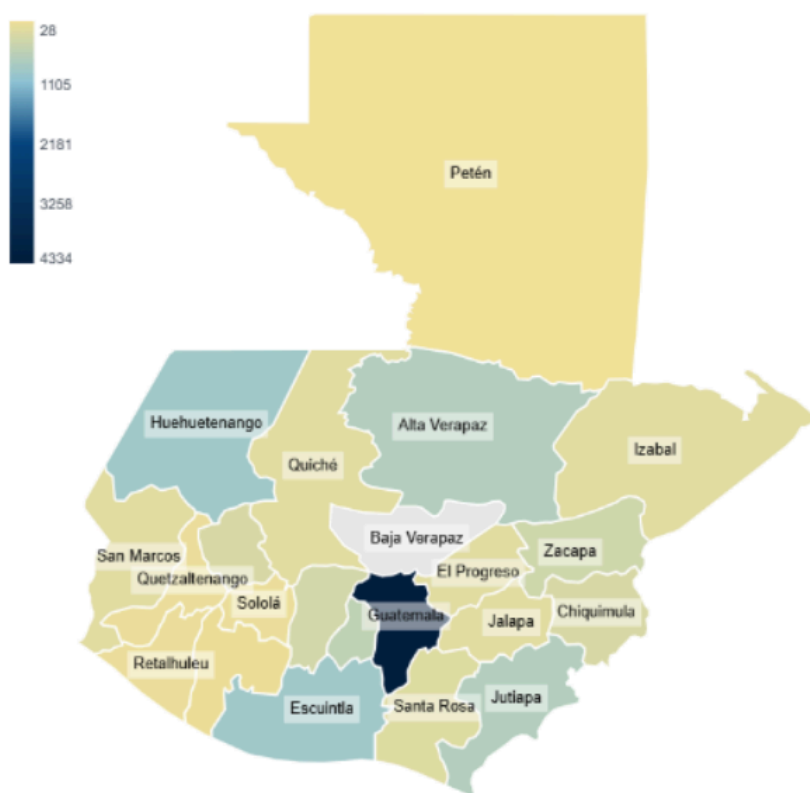 28
1105
2181
3258
4334
Petén
Huehuetenango
Alta Verapaz
Izabal
Quiché
Baja Verapaz
San Marcos
Zacapa
El Progreso
Quetzaltenango
Sololá
Guatemala
Chiquimula
Jalapa
Retalhuleu
Jutiapa
Escuintla
Santa Rosa